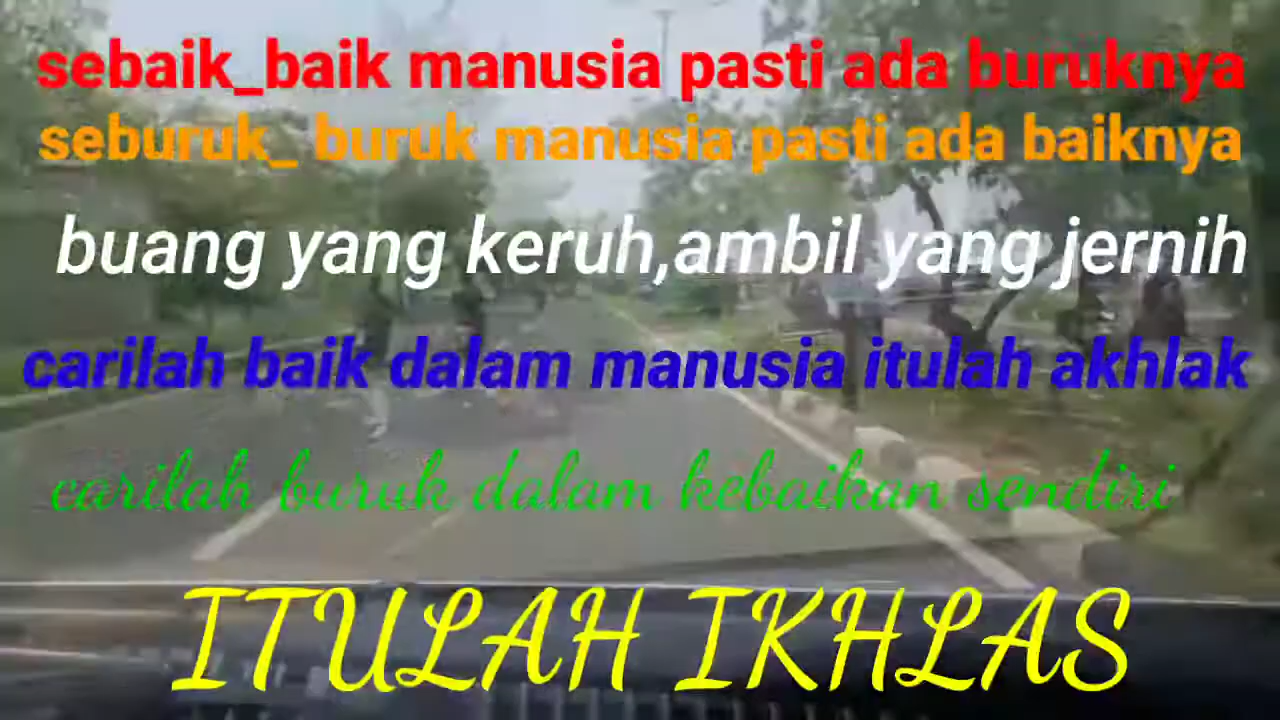 sebaik_baik manusia pasti ada buruknya
seburuk_ buruk manusia pasti ada baiknya
buang yang keruh,ambil yang jernih
carilah baik dalam manusia itulah akhlak
carilah buruk dalam kebaikan sendiri
ITULAH IKHLAS